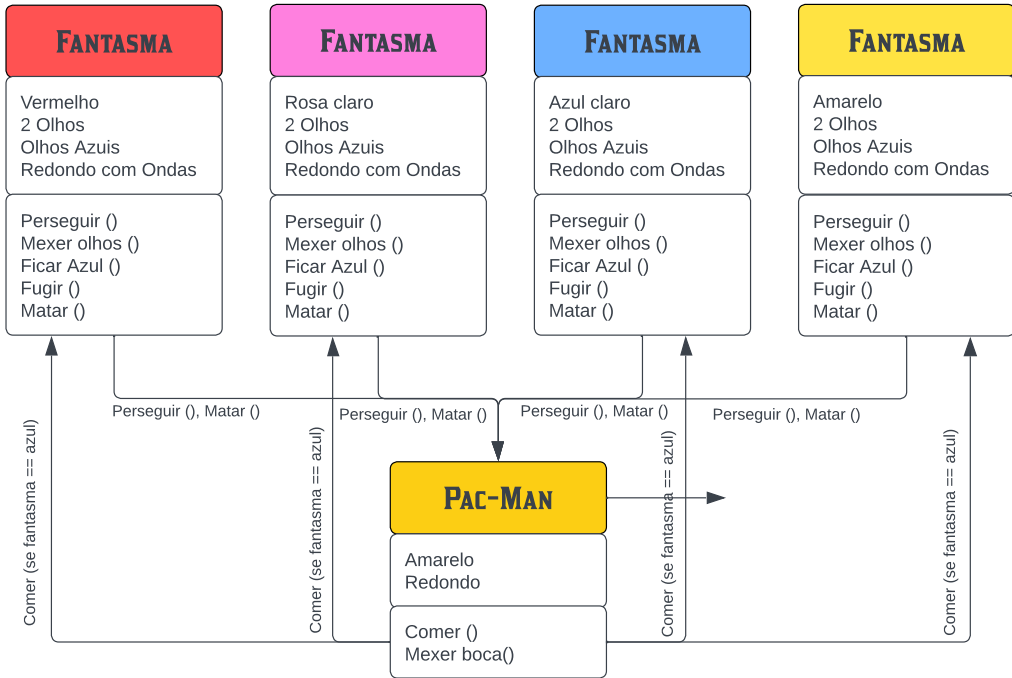 Fantasma
Vermelho
2 Olhos
Olhos Azuis
Redondo com Ondas
Perseguir ()
Mexer olhos ()
Ficar Azul ()
Fugir ()
Matar ()
Fantasma
Rosa claro
2 Olhos
Olhos Azuis
Redondo com Ondas
Perseguir ()
Mexer olhos ()
Ficar Azul ()
Fugir ()
Matar ()
Fantasma
Azul claro
2 Olhos
Olhos Azuis
Redondo com Ondas
Perseguir ()
Mexer olhos ()
Ficar Azul ()
Fugir ()
Matar ()
Fantasma
Amarelo
2 Olhos
Olhos Azuis
Redondo com Ondas
Perseguir ()
Mexer olhos ()
Ficar Azul ()
Fugir ()
Matar ()
Perseguir (), Matar ()
Perseguir (), Matar ()
Perseguir (), Matar ()
Perseguir (), Matar ()
Comer (se fantasma == azul)
Comer (se fantasma == azul)
Comer (se fantasma == azul)
Comer (se fantasma == azul)
Pac-Man
Amarelo
Redondo
Comer ()
Mexer boca()